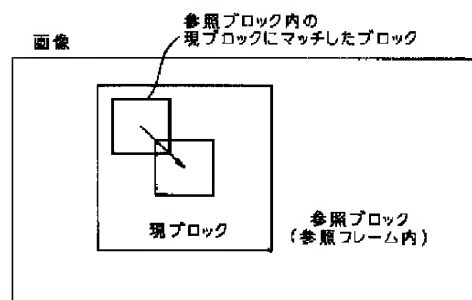 参照ブロック内の
現ブロックにマッチしたブロック
画像
現ブロック
参照ブロック
(参照フレーム内)